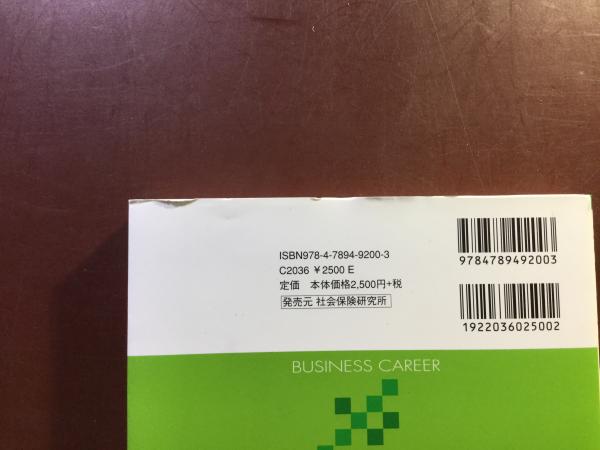 ISBN978-4-7894-9200-3
C2036 ¥2500 E
定価 本体価格2,500円+税
発売元 社会保険研究所
9784789492003
1922036025002
BUSINESS CAREER